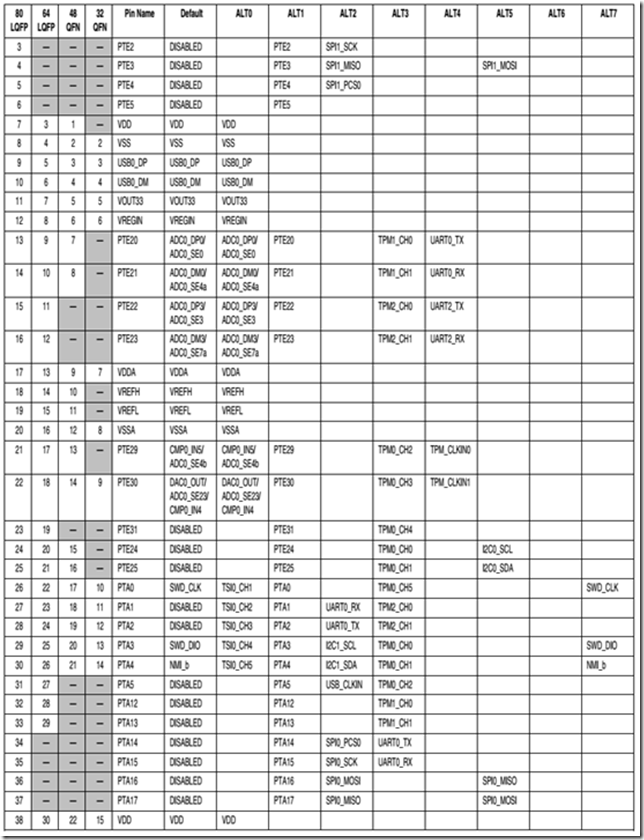 80 LQFP 64 LQFP 48 QFN 32 QFN Pin Name Default ALT0 ALT1 ALT2 ALT3 ALT4 ALT5 ALT6 ALT7
3 — — — PTE2 DISABLED PTE2 SPI1_SCK
4 — — — PTE3 DISABLED PTE3 SPI1_MISO SPI1_MOSI
5 — — — PTE4 DISABLED PTE4 SPI1_PCS0
6 — — — PTE5 DISABLED PTE5
7 3 1 — VDD VDD VDD
8 4 2 2 VSS VSS VSS
9 5 3 3 USB0_DP USB0_DP USB0_DP
10 6 4 4 USB0_DM USB0_DM USB0_DM
11 7 5 5 VOUT33 VOUT33 VOUT33
12 8 6 6 VREGIN VREGIN VREGIN
13 9 7 — PTE20 ADC0_DP0/ ADC0_SE0 ADC0_DP0/ ADC0_SE0 PTE20 TPM1_CH0 UART0_TX
14 10 8 — PTE21 ADC0_DM0/ ADC0_SE4a ADC0_DM0/ ADC0_SE4a PTE21 TPM1_CH1 UART0_RX
15 11 — — PTE22 ADC0_DP3/ ADC0_SE3 ADC0_DP3/ ADC0_SE3 PTE22 TPM2_CH0 UART2_TX
16 12 — — PTE23 ADC0_DM3/ ADC0_SE7a ADC0_DM3/ ADC0_SE7a PTE23 TPM2_CH1 UART2_RX
17 13 9 7 VDDA VDDA VDDA
18 14 10 — VREFH VREFH VREFH
19 15 11 — VREFL VREFL VREFL
20 16 12 8 VSSA VSSA VSSA
21 17 13 — PTE29 CMP0_IN5/ ADC0_SE4b CMP0_IN5/ ADC0_SE4b PTE29 TPM0_CH2 TPM_CLKIN0
22 18 14 9 PTE30 DAC0_OUT/ ADC0_SE23/ CMP0_IN4 DAC0_OUT/ ADC0_SE23/ CMP0_IN4 PTE30 TPM0_CH3 TPM_CLKIN1
23 19 — — PTE31 DISABLED PTE31 TPM0_CH4
24 20 15 — PTE24 DISABLED PTE24 TPM0_CH0 I2C0_SCL
25 21 16 — PTE25 DISABLED PTE25 TPM0_CH1 I2C0_SDA
26 22 17 10 PTA0 SWD_CLK TSI0_CH1 PTA0 TPM0_CH5 SWD_CLK
27 23 18 11 PTA1 DISABLED TSI0_CH2 PTA1 UART0_RX TPM2_CH0
28 24 19 12 PTA2 DISABLED TSI0_CH3 PTA2 UART0_TX TPM2_CH1
29 25 20 13 PTA3 SWD_DIO TSI0_CH4 PTA3 I2C1_SCL TPM0_CH0 SWD_DIO
30 26 21 14 PTA4 NMI_b TSI0_CH5 PTA4 I2C1_SDA TPM0_CH1 NMI_b
31 27 — — PTA5 DISABLED PTA5 USB_CLKIN TPM0_CH2
32 28 — — PTA12 DISABLED PTA12 TPM1_CH0
33 29 — — PTA13 DISABLED PTA13 TPM1_CH1
34 — — — PTA14 DISABLED PTA14 SPI0_PCS0 UART0_TX
35 — — — PTA15 DISABLED PTA15 SPI0_SCK UART0_RX
36 — — — PTA16 DISABLED PTA16 SPI0_MOSI SPI0_MISO
37 — — — PTA17 DISABLED PTA17 SPI0_MISO SPI0_MOSI
38 30 22 15 VDD VDD VDD